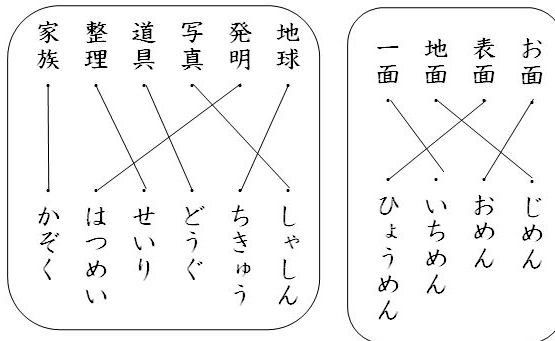 家族
整理
道具
写真
発明
地球
かぞく
はつめい
せいり
どうぐ
ちきゅう
しゃしん
一面
地面
表面
お面
ひょうめん
いちめん
おめん
じめん